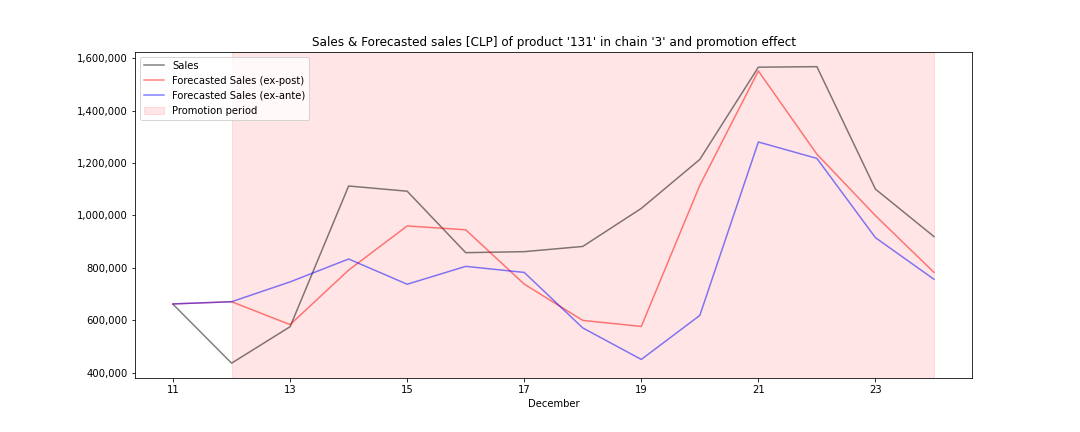 Sales & Forecasted sales [CLP] of product '131' in chain '3' and promotion effect
1,600,000
1,400,000
1,200,000
1,000,000
800,000
600,000
400,000
Sales
Forecasted Sales (ex-post)
Forecasted Sales (ex-ante)
Promotion period
11 13 15 17 19 21 23
December